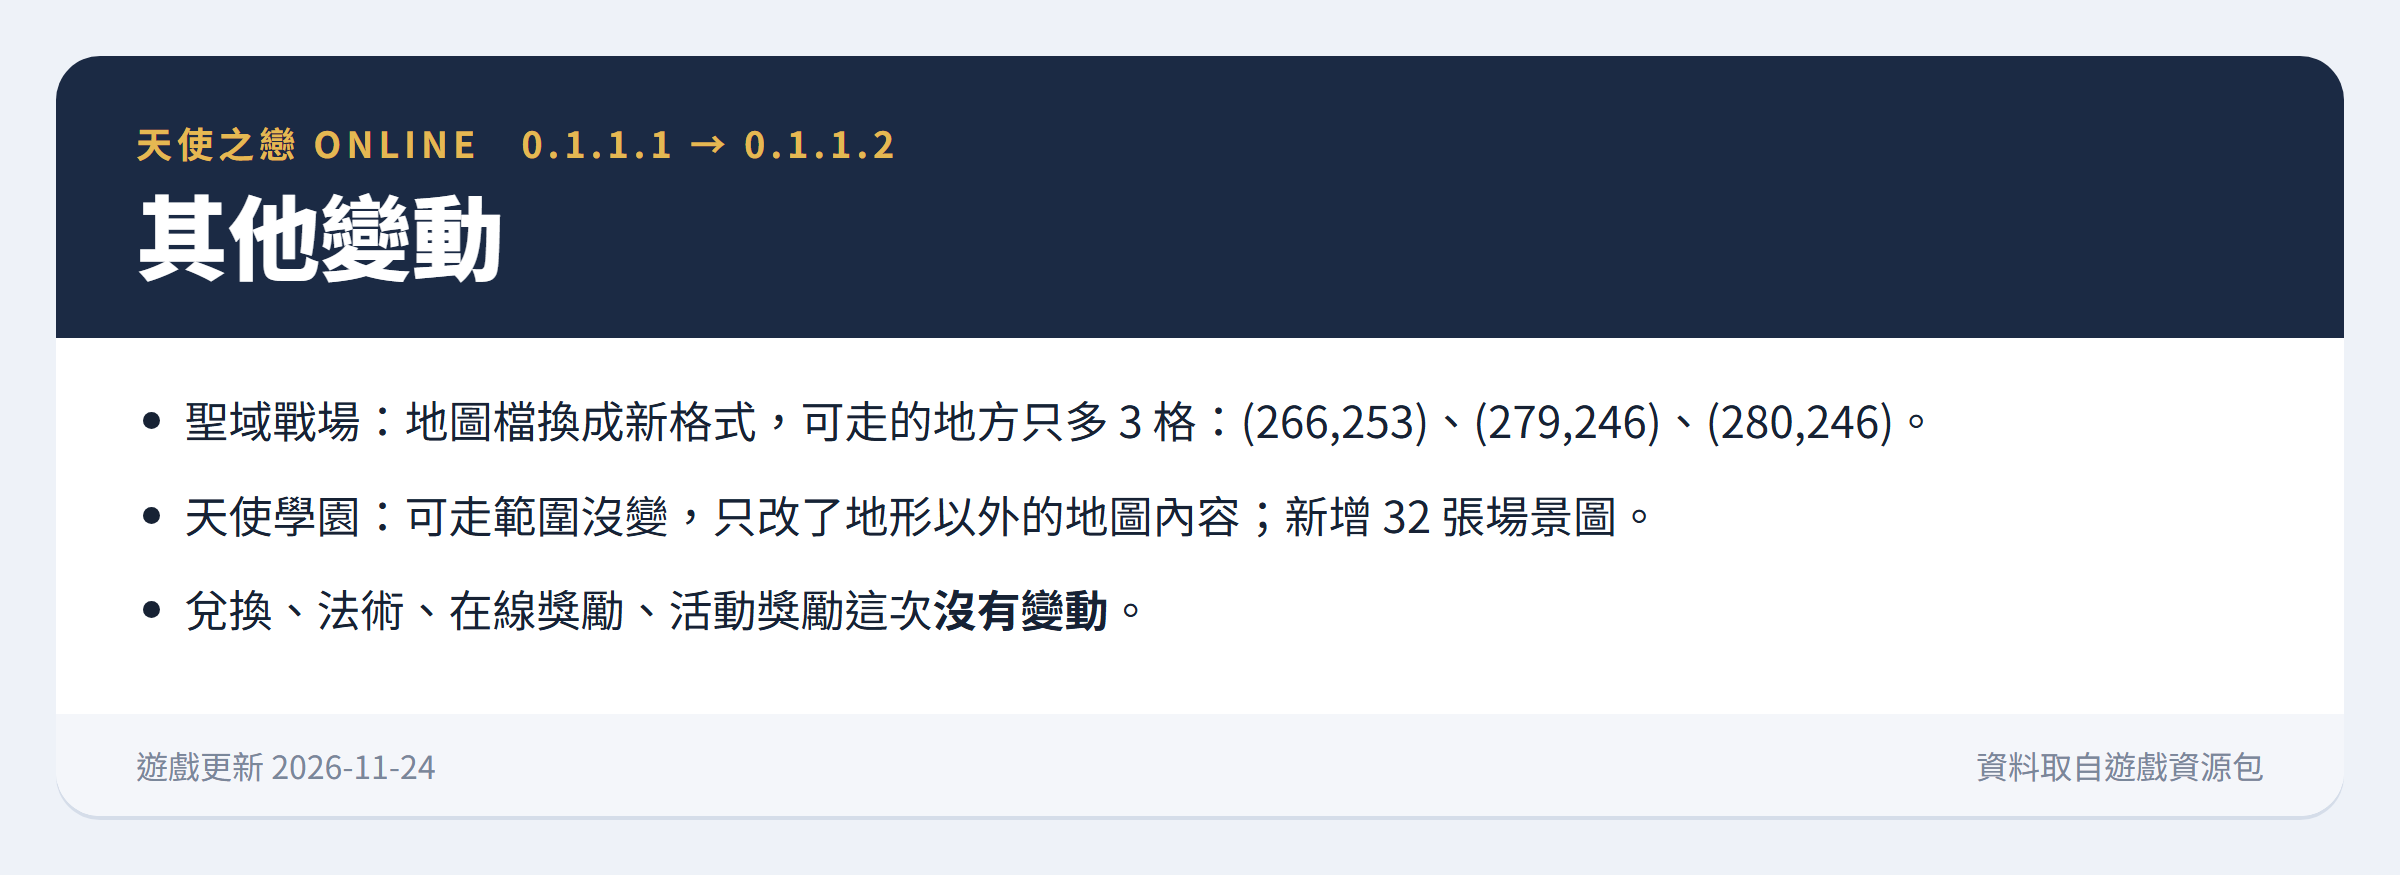 天使之戀 ONLINE 0.1.1.1 → 0.1.1.2
其他變動
• 聖域戰場：地圖檔換成新格式，可走的地方只多 3 格：(266,253)、(279,246)、(280,246)。
• 天使學園：可走範圍沒變，只改了地形以外的地圖內容；新增 32 張場景圖。
• 兌換、法術、在線獎勵、活動獎勵這次沒有變動。
遊戲更新 2026-11-24
資料取自遊戲資源包